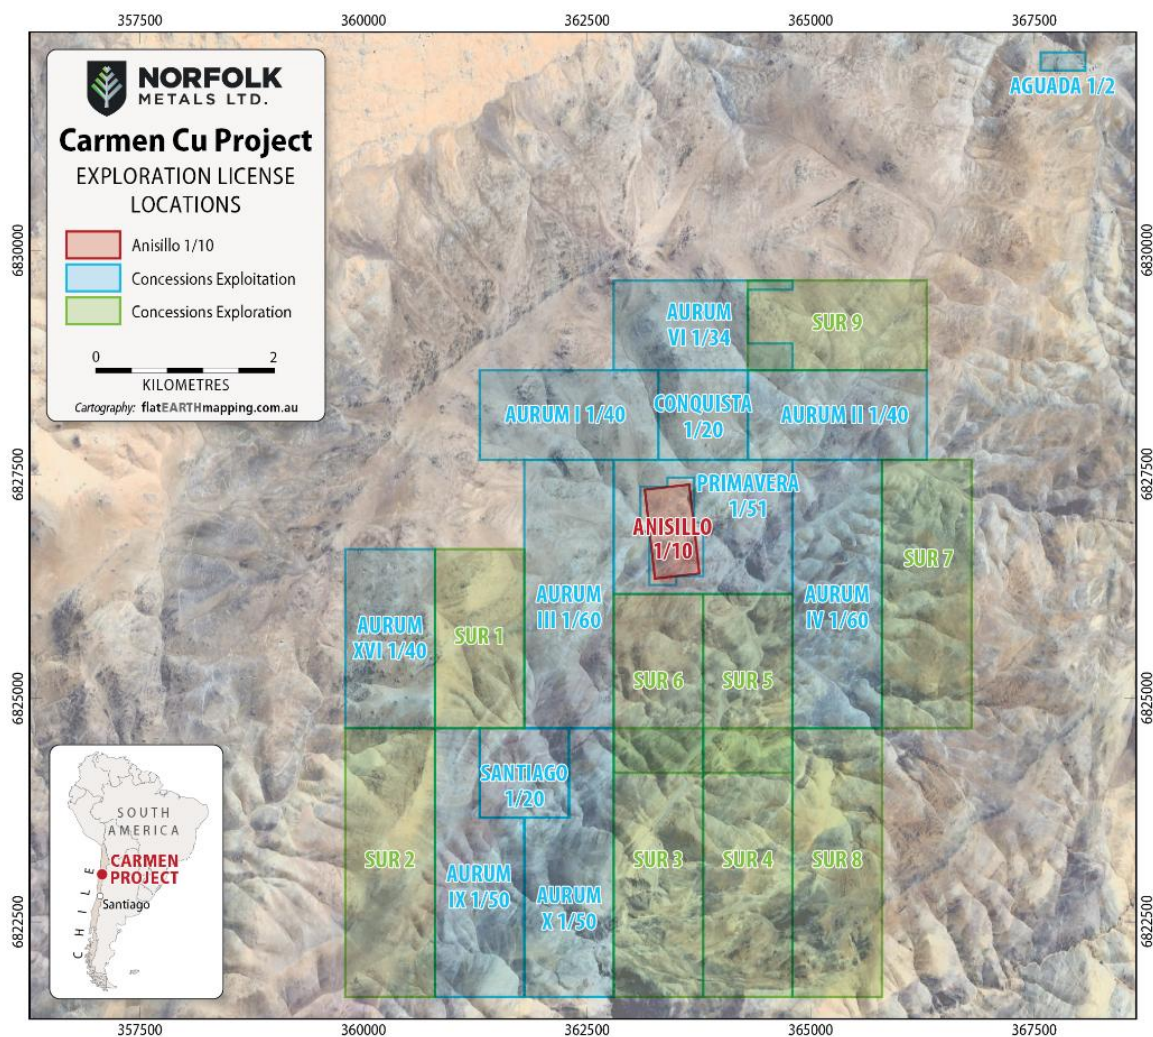 357500 360000 362500 365000 367500
NORFOLK
METALS LTD.
Carmen Cu Project
EXPLORATION LICENSE
LOCATIONS
Anisillo 1/10
Concessions Exploitation
Concessions Exploration
0 2
KILOMETRES
Cartography: flatEARTHmapping.com.au
AGUADA 1/2
6830000 6830000
AURUM
VI 1/34
SUR 9
AURUM I 1/40
CONQUISTA
1/20
AURUM II 1/40
6827500 6827500
PRIMAVERA
1/51
ANISILLO
1/10
SUR 7
AURUM
XVI 1/40
SUR 1
AURUM
III 1/60
AURUM
IV 1/60
SUR 6
SUR 5
6825000 6825000
SANTIAGO
1/20
SUR 2
AURUM
IX 1/50
AURUM
X 1/50
SUR 3
SUR 4
SUR 8
6822500 6822500
SOUTH
AMERICA
CARMEN
PROJECT
Santiago
CHILE
357500 360000 362500 365000 367500